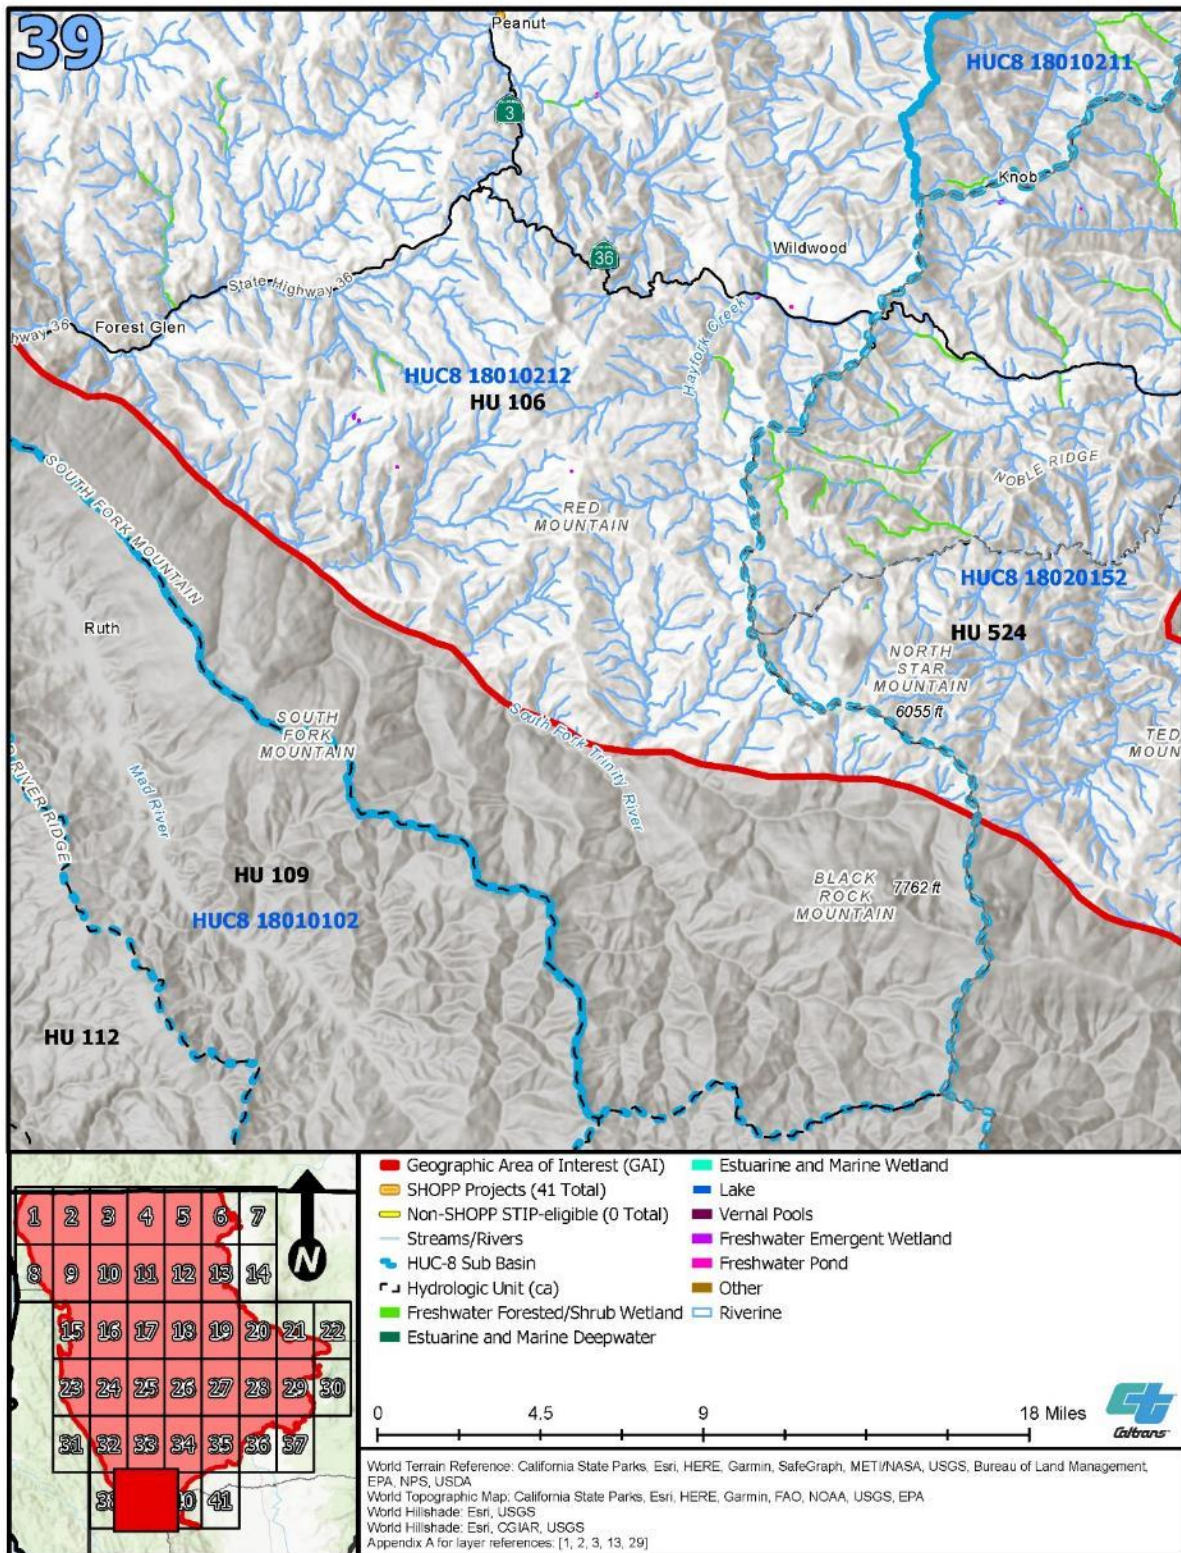 39
Peanut
HUC8 18010211
3
Knob
Wildwood
36
State Highway 36
hway 36
Forest Glen
Hayfork Creek
HUC8 18010212
HU 106
NOBLE RIDGE
SOUTH FORK MOUNTAIN
RED
MOUNTAIN
HUC8 18020152
Ruth
HU 524
NORTH
STAR
MOUNTAIN
6055 ft
SOUTH
FORK
MOUNTAIN
South Fork Trinity River
TED
MOUN
D RIVER RIDGE
Mad River
HU 109
BLACK
ROCK
MOUNTAIN
7762 ft
HUC8 18010102
HU 112
1 2 3 4 5 6 7
8 9 10 11 12 13 14
15 16 17 18 19 20 21 22
23 24 25 26 27 28 29 30
31 32 33 34 35 36 37
38 40 41
N
Geographic Area of Interest (GAI)
SHOPP Projects (41 Total)
Non-SHOPP STIP-eligible (0 Total)
Streams/Rivers
HUC-8 Sub Basin
Hydrologic Unit (ca)
Freshwater Forested/Shrub Wetland
Estuarine and Marine Deepwater
Estuarine and Marine Wetland
Lake
Vernal Pools
Freshwater Emergent Wetland
Freshwater Pond
Other
Riverine
0 4.5 9 18 Miles
Caltrans
World Terrain Reference: California State Parks, Esri, HERE, Garmin, SafeGraph, METI/NASA, USGS, Bureau of Land Management,
EPA, NPS, USDA
World Topographic Map: California State Parks, Esri, HERE, Garmin, FAO, NOAA, USGS, EPA
World Hillshade: Esri, USGS
World Hillshade: Esri, CGIAR, USGS
Appendix A for layer references: [1, 2, 3, 13, 29]